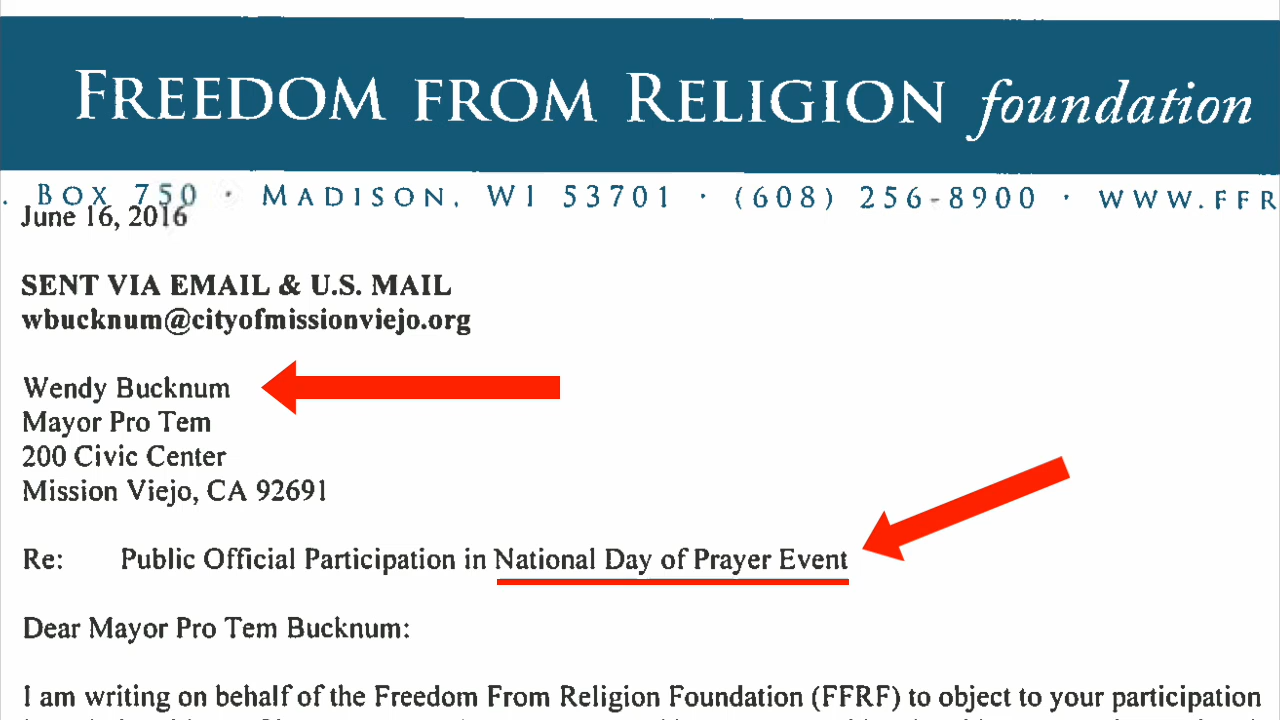 FREEDOM FROM RELIGION foundation
. BOX 750 · MADISON, WI 53701 · (608) 256-8900 · WWW.FFR
June 16, 2016
SENT VIA EMAIL & U.S. MAIL
wbucknum@cityofmissionviejo.org
Wendy Bucknum
Mayor Pro Tem
200 Civic Center
Mission Viejo, CA 92691
Re: Public Official Participation in National Day of Prayer Event
Dear Mayor Pro Tem Bucknum:
I am writing on behalf of the Freedom From Religion Foundation (FFRF) to object to your participation